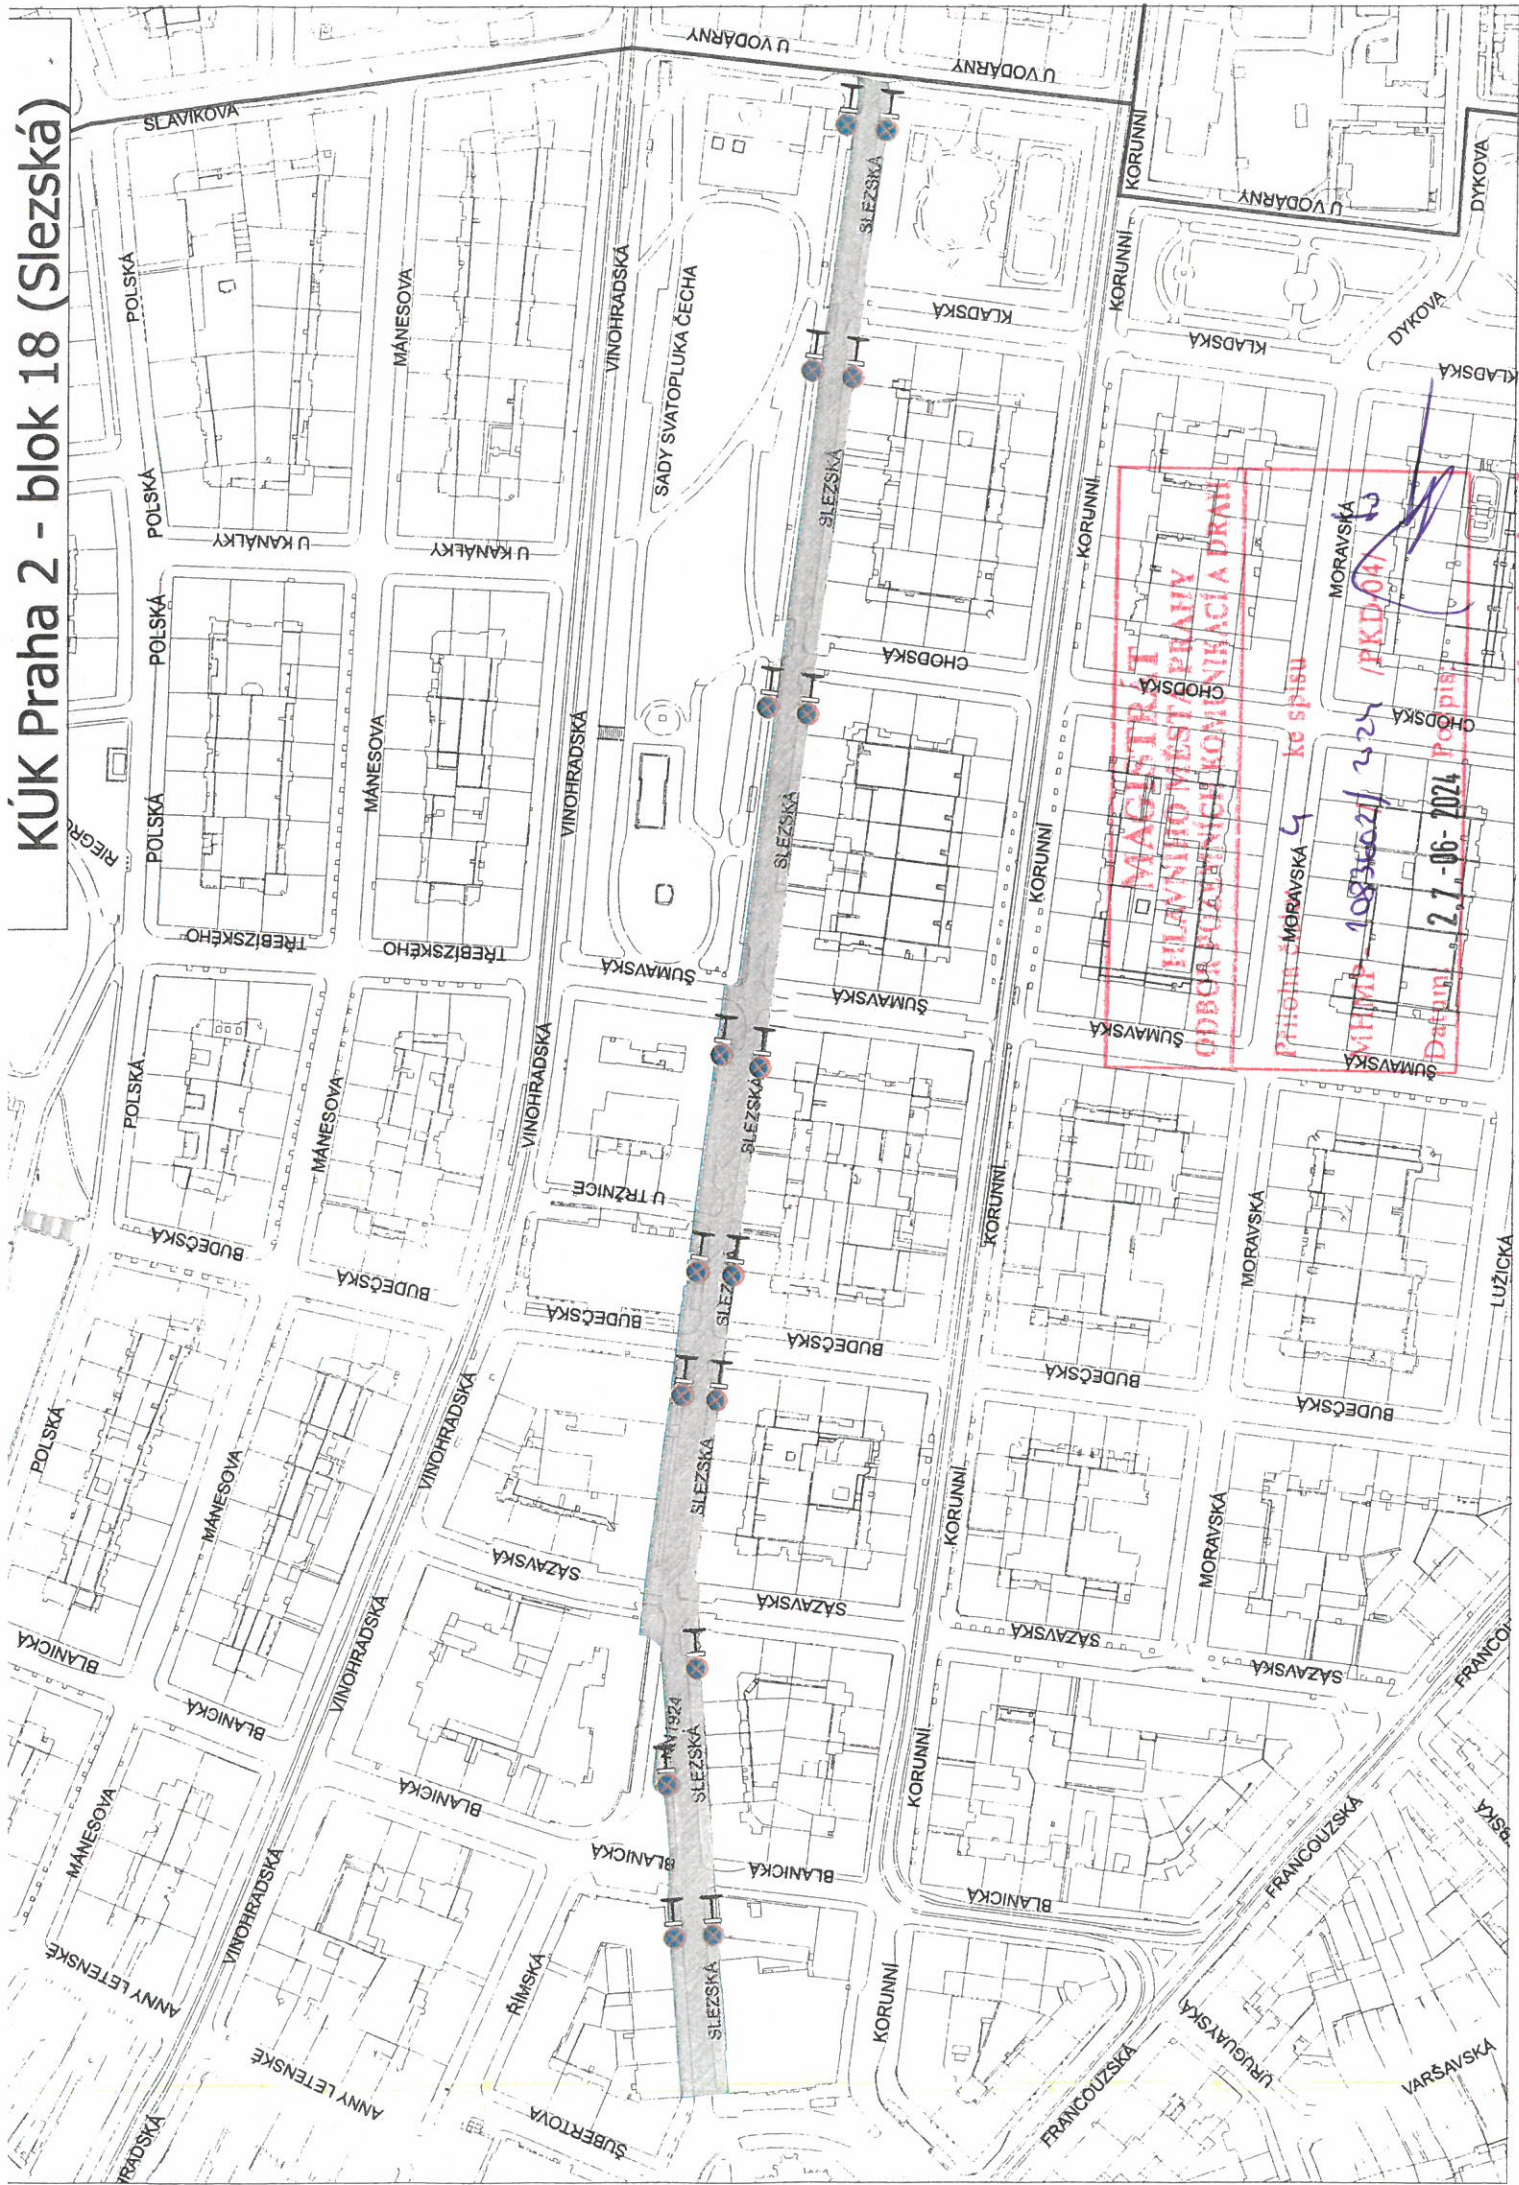 KÚK Praha 2 - blok 18 (Slezská)
SLAVÍKOVA
U VODÁRNY
U VODÁRNY
POLSKÁ
POLSKÁ
POLSKÁ
POLSKÁ
POLSKÁ
POLSKÁ
MÁNESOVA
MÁNESOVA
MÁNESOVA
MÁNESOVA
MÁNESOVA
U KANÁLKY
U KANÁLKY
TŘEBÍZSKÉHO
TŘEBÍZSKÉHO
VINOHRADSKÁ
VINOHRADSKÁ
VINOHRADSKÁ
VINOHRADSKÁ
VINOHRADSKÁ
VINOHRADSKÁ
SADY SVATOPLUKA ČECHA
BUDEČSKÁ
BUDEČSKÁ
BUDEČSKÁ
BUDEČSKÁ
BUDEČSKÁ
BUDEČSKÁ
BLANICKÁ
BLANICKÁ
BLANICKÁ
BLANICKÁ
BLANICKÁ
BLANICKÁ
ANNY LETENSKÉ
ANNY LETENSKÉ
ŘÍMSKÁ
ŠUBERTOVA
U TRŽNICE
ŠUMAVSKÁ
ŠUMAVSKÁ
ŠUMAVSKÁ
ŠUMAVSKÁ
SÁZAVSKÁ
SÁZAVSKÁ
SÁZAVSKÁ
SÁZAVSKÁ
SLEZSKÁ
SLEZSKÁ
SLEZSKÁ
SLEZSKÁ
SLEZSKÁ
SLEZSKÁ
SLEZSKÁ
KLADSKÁ
KLADSKÁ
KLADSKÁ
CHODSKÁ
CHODSKÁ
CHODSKÁ
KORUNNÍ
KORUNNÍ
KORUNNÍ
KORUNNÍ
KORUNNÍ
KORUNNÍ
KORUNNÍ
KORUNNÍ
U VODÁRNY
DYKOVA
DYKOVA
MORAVSKÁ
MORAVSKÁ
MORAVSKÁ
MORAVSKÁ
LUŽICKÁ
FRANCOUZSKÁ
FRANCOUZSKÁ
URUGUAYSKÁ
VARŠAVSKÁ
MAGISTRÁT
HLAVNÍHO MĚSTA PRAHY
ODBOR POZEMNÍCH KOMUNIKACÍ A DRAH
4 ke spisu
MHMP - /2024 /PKD-O4/
Datum: 27 -06- 2024 Podpis: